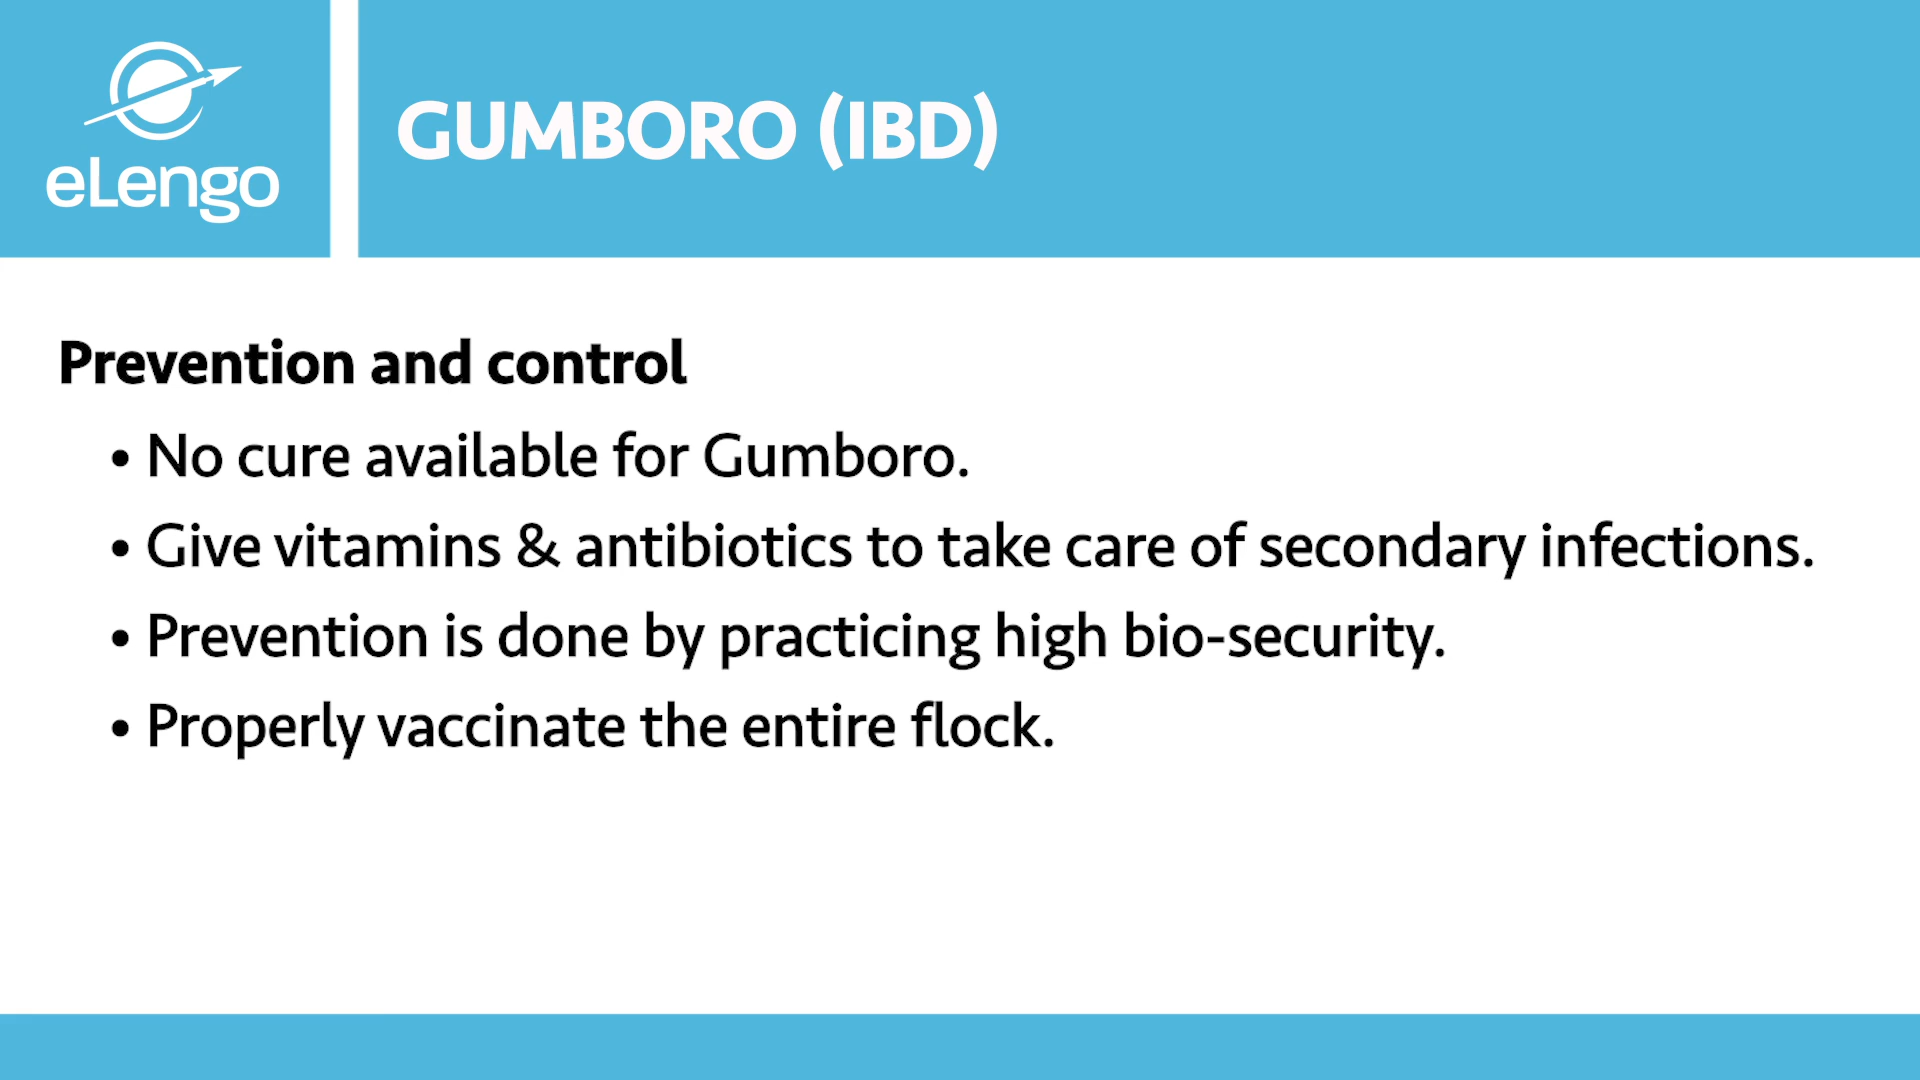 eLengo
GUMBORO (IBD)
Prevention and control
• No cure available for Gumboro.
• Give vitamins & antibiotics to take care of secondary infections.
• Prevention is done by practicing high bio-security.
• Properly vaccinate the entire flock.